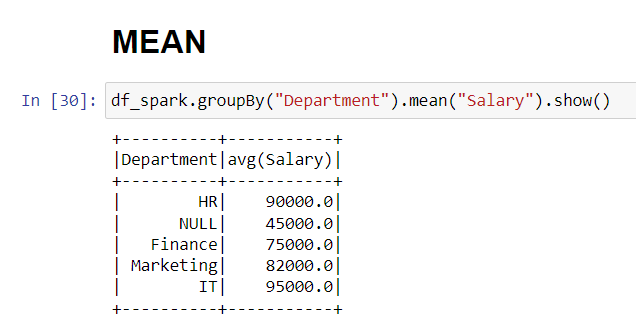 MEAN
In [30]: df_spark.groupBy("Department").mean("Salary").show()
+----------+-----------+
|Department|avg(Salary)|
+----------+-----------+
|        HR|    90000.0|
|      NULL|    45000.0|
|   Finance|    75000.0|
| Marketing|    82000.0|
|        IT|    95000.0|
+----------+-----------+